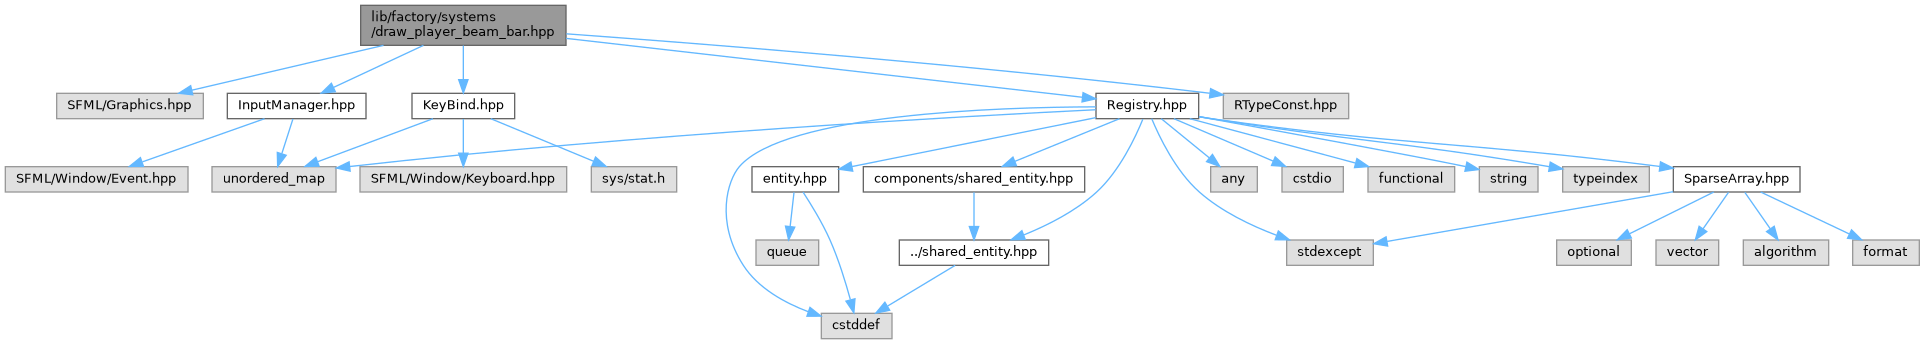 lib/factory/systems
/draw_player_beam_bar.hpp
SFML/Graphics.hpp
InputManager.hpp
KeyBind.hpp
Registry.hpp
RTypeConst.hpp
SFML/Window/Event.hpp
unordered_map
SFML/Window/Keyboard.hpp
sys/stat.h
entity.hpp
components/shared_entity.hpp
any
cstdio
functional
string
typeindex
SparseArray.hpp
queue
../shared_entity.hpp
stdexcept
optional
vector
algorithm
format
cstddef